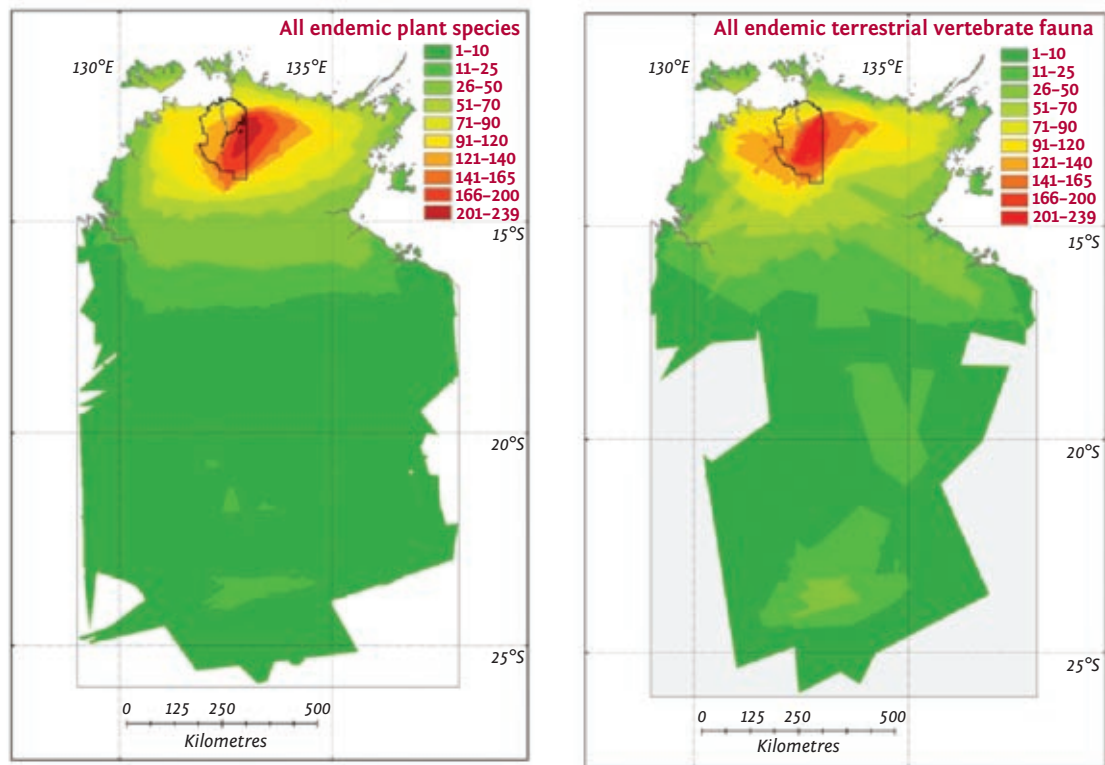 All endemic plant species
1–10
11–25
26–50
51–70
71–90
91–120
121–140
141–165
166–200
201–239
130°E
135°E
15°S
20°S
25°S
0 125 250 500
Kilometres
All endemic terrestrial vertebrate fauna
1–10
11–25
26–50
51–70
71–90
91–120
121–140
141–165
166–200
201–239
130°E
135°E
15°S
20°S
25°S
0 125 250 500
Kilometres